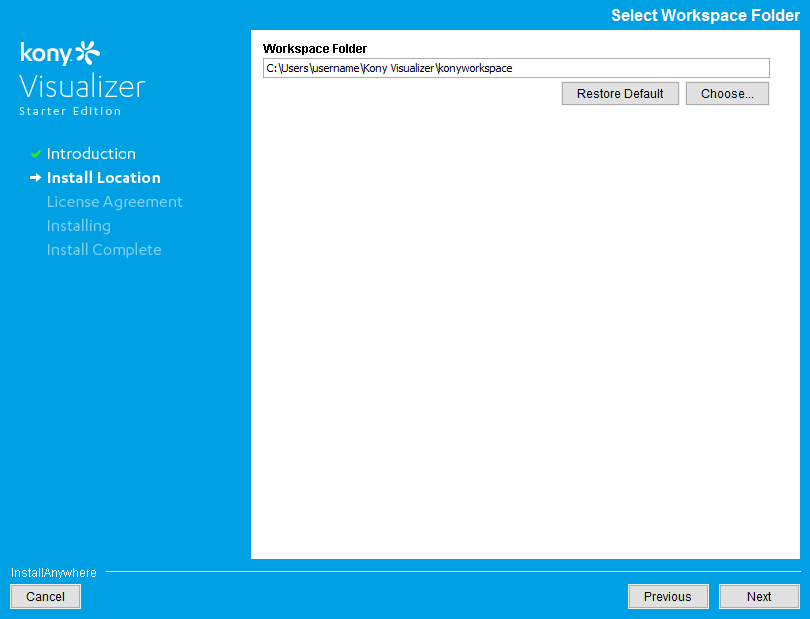 Select Workspace Folder
kony
Visualizer
Starter Edition
Introduction
Install Location
License Agreement
Installing
Install Complete
Workspace Folder
C:\Users\username\Kony Visualizer\konyworkspace
Restore Default
Choose...
InstallAnywhere
Cancel
Previous
Next